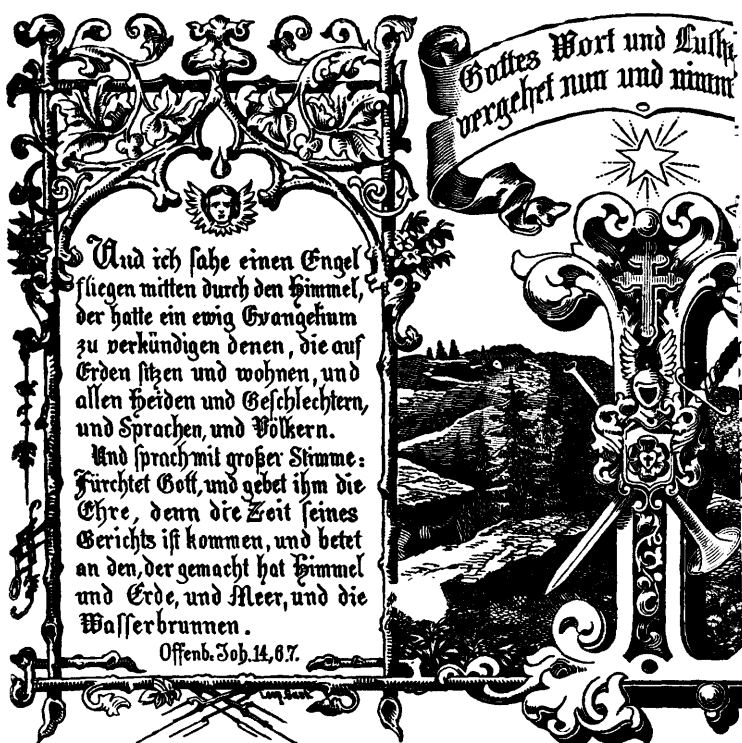 Und ich sahe einen Engel
fliegen mitten durch den Himmel,
der hatte ein ewig Evangelium
zu verkündigen denen, die auf
Erden sitzen und wohnen, und
allen Heiden und Geschlechtern,
und Sprachen, und Völkern.
Und sprach mit großer Stimme:
Fürchtet Gott, und gebet ihm die
Ehre, denn die Zeit seines
Gerichts ist kommen, und betet
an den, der gemacht hat Himmel
und Erde, und Meer, und die
Wasserbrunnen.
Offenb. Joh. 14, 6.7.
Gottes Wort und
vergehet nun und